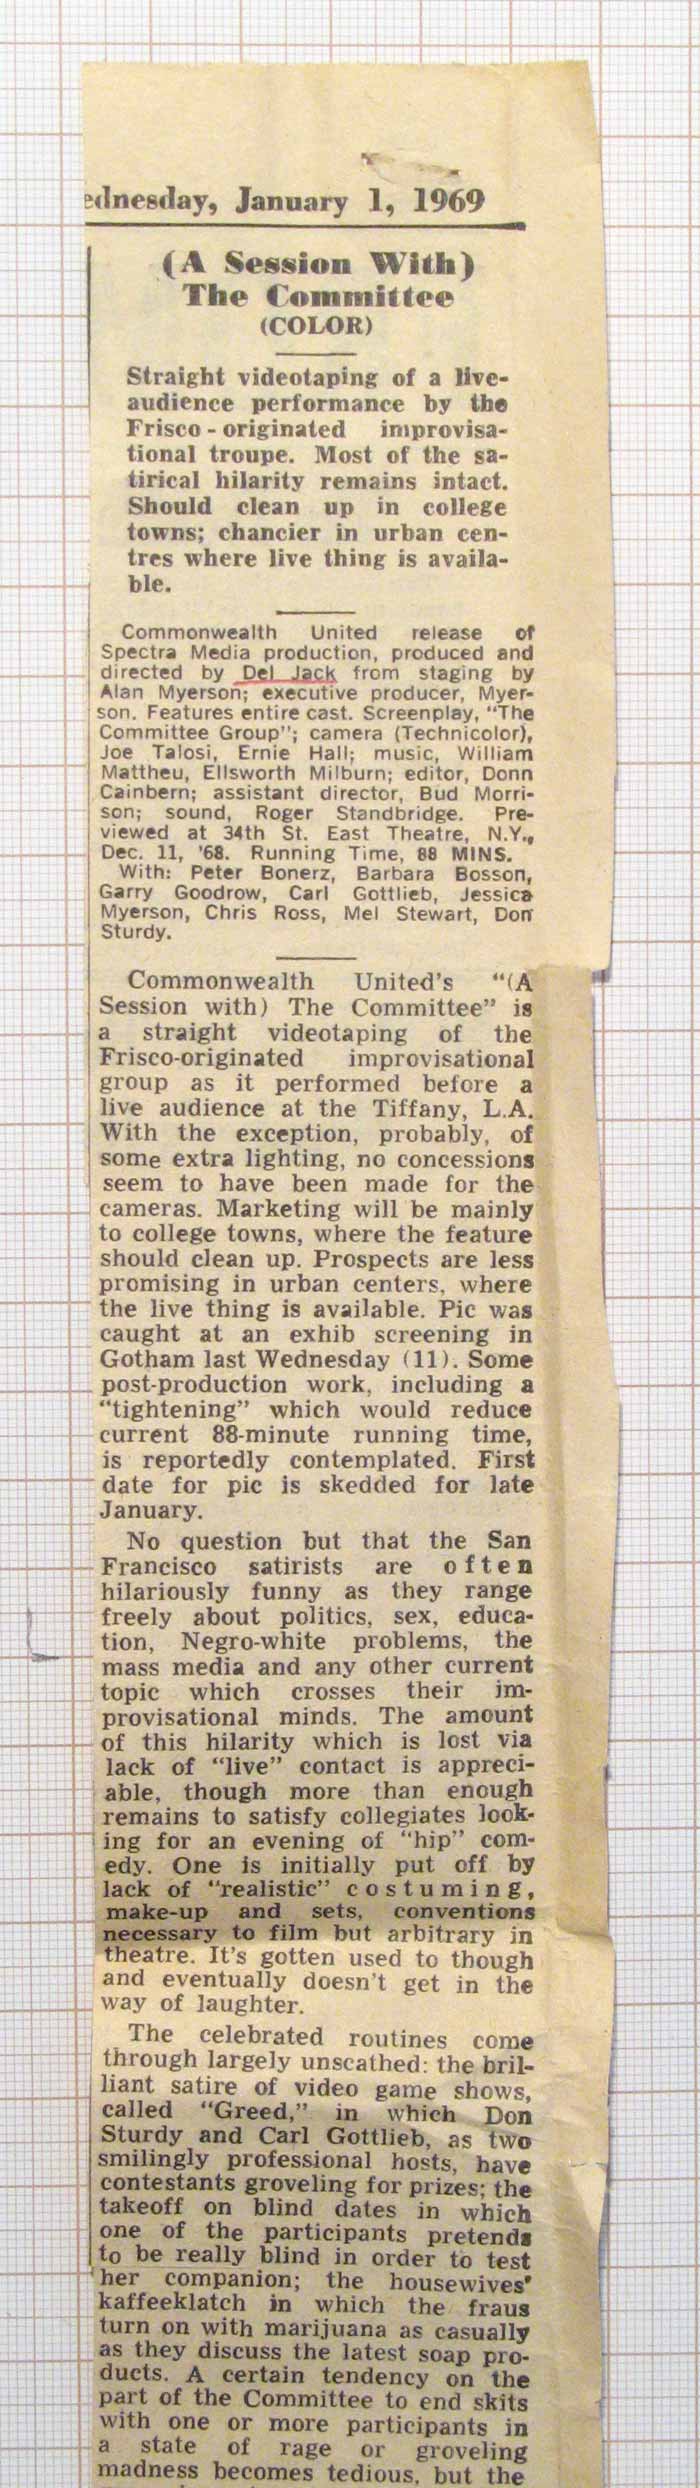 ednesday, January 1, 1969
(A Session With)
The Committee
(COLOR)
Straight videotaping of a live-
audience performance by the
Frisco - originated improvisa-
tional troupe. Most of the sa-
tirical hilarity remains intact.
Should clean up in college
towns; chancier in urban cen-
tres where live thing is availa-
ble.
Commonwealth United release of
Spectra Media production, produced and
directed by Del Jack from staging by
Alan Myerson; executive producer, Myer-
son. Features entire cast. Screenplay, "The
Committee Group"; camera (Technicolor),
Joe Talosi, Ernie Hall; music, William
Mattheu, Ellsworth Milburn; editor, Donn
Cainbern; assistant director, Bud Morri-
son; sound, Roger Standbridge. Pre-
viewed at 34th St. East Theatre, N.Y.,
Dec. 11, '68. Running Time, 88 MINS.
With: Peter Bonerz, Barbara Bosson,
Garry Goodrow, Carl Gottlieb, Jessica
Myerson, Chris Ross, Mel Stewart, Don
Sturdy.
Commonwealth United's "(A
Session with) The Committee" is
a straight videotaping of the
Frisco-originated improvisational
group as it performed before a
live audience at the Tiffany, L.A.
With the exception, probably, of
some extra lighting, no concessions
seem to have been made for the
cameras. Marketing will be mainly
to college towns, where the feature
should clean up. Prospects are less
promising in urban centers, where
the live thing is available. Pic was
caught at an exhib screening in
Gotham last Wednesday (11). Some
post-production work, including a
"tightening" which would reduce
current 88-minute running time,
is reportedly contemplated. First
date for pic is skedded for late
January.
No question but that the San
Francisco satirists are often
hilariously funny as they range
freely about politics, sex, educa-
tion, Negro-white problems, the
mass media and any other current
topic which crosses their im-
provisational minds. The amount
of this hilarity which is lost via
lack of "live" contact is appreci-
able, though more than enough
remains to satisfy collegiates look-
ing for an evening of "hip" com-
edy. One is initially put off by
lack of "realistic" costuming,
make-up and sets, conventions
necessary to film but arbitrary in
theatre. It's gotten used to though
and eventually doesn't get in the
way of laughter.
The celebrated routines come
through largely unscathed: the bril-
liant satire of video game shows,
called "Greed," in which Don
Sturdy and Carl Gottlieb, as two
smilingly professional hosts, have
contestants groveling for prizes; the
takeoff on blind dates in which
one of the participants pretends
to be really blind in order to test
her companion; the housewives'
kaffeeklatch in which the fraus
turn on with marijuana as casually
as they discuss the latest soap pro-
ducts. A certain tendency on the
part of the Committee to end skits
with one or more participants in
a state of rage or groveling
madness becomes tedious, but the